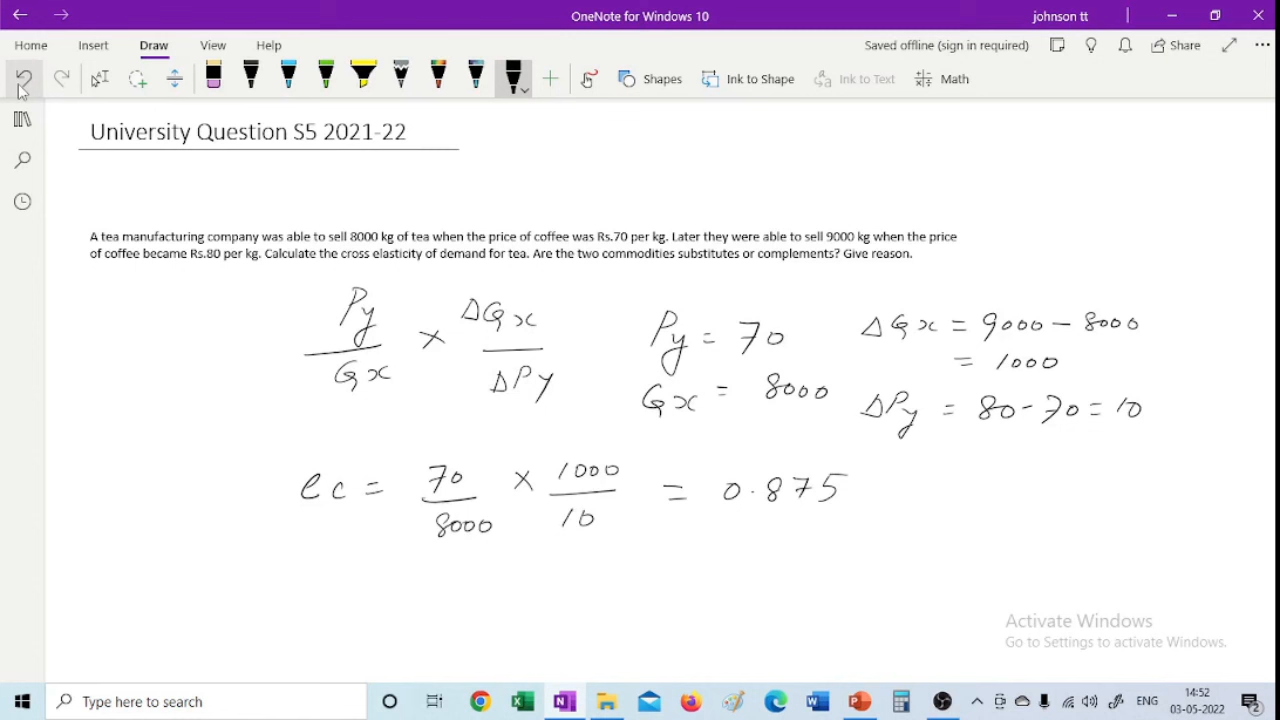 OneNote for Windows 10
johnson tt
Home Insert Draw View Help
Saved offline (sign in required) Share
Shapes Ink to Shape Ink to Text Math
University Question S5 2021-22
A tea manufacturing company was able to sell 8000 kg of tea when the price of coffee was Rs.70 per kg. Later they were able to sell 9000 kg when the price
of coffee became Rs.80 per kg. Calculate the cross elasticity of demand for tea. Are the two commodities substitutes or complements? Give reason.
Py/Qx × ΔQx/ΔPy
Py = 70
Qx = 8000
ΔQx = 9000 - 8000
= 1000
ΔPy = 80 - 70 = 10
ec = 70/8000 × 1000/10 = 0.875
Activate Windows
Go to Settings to activate Windows.
Type here to search
ENG
14:52
03-05-2022
2